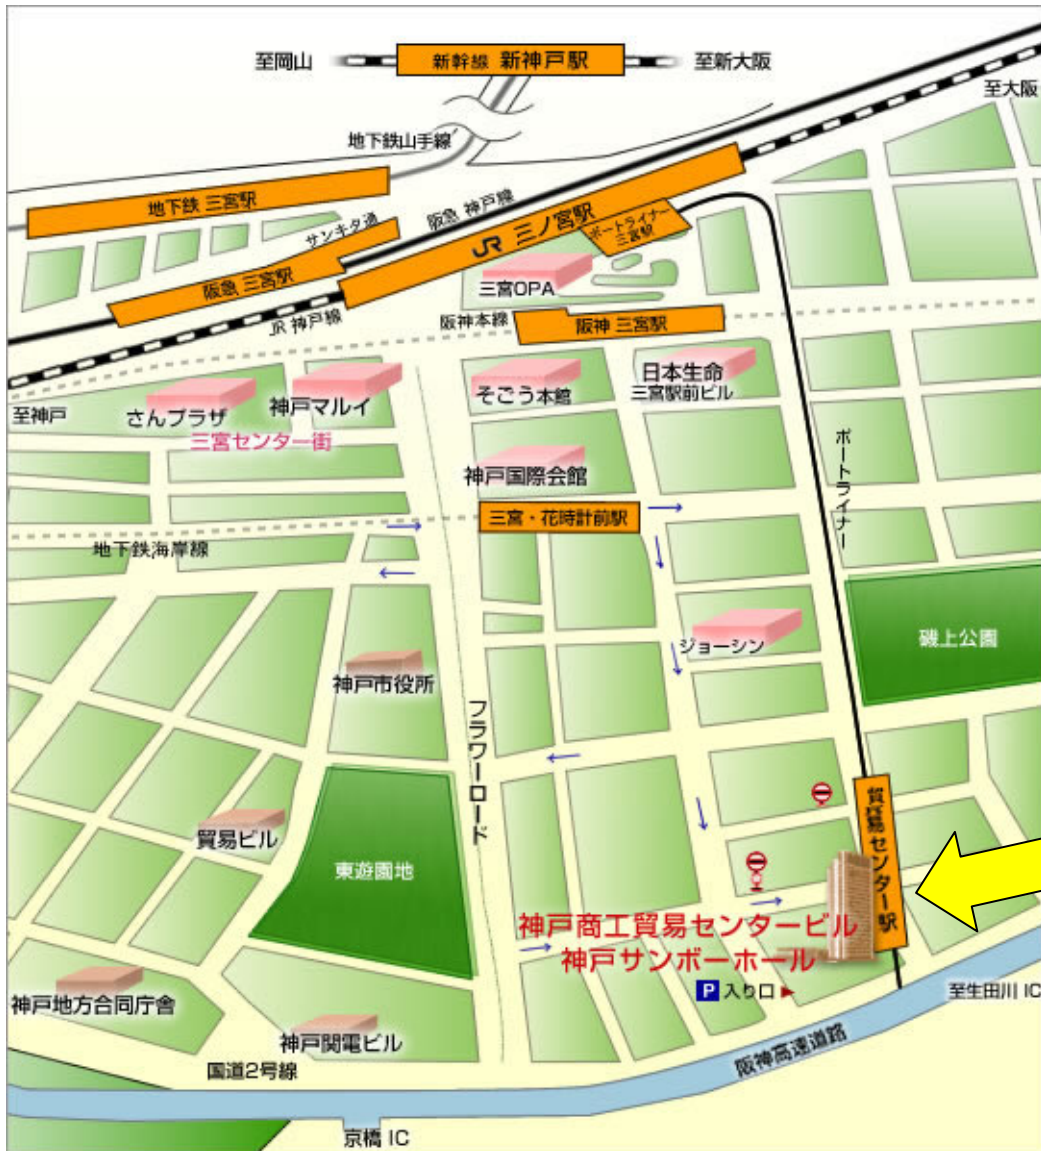 至岡山
新幹線 新神戸駅
至新大阪
至大阪
地下鉄山手線
地下鉄 三宮駅
サンキタ通
阪急 神戸線
JR 三ノ宮駅
ポートライナー
三宮駅
阪急 三宮駅
三宮OPA
JR 神戸線
阪神本線
阪神 三宮駅
至神戸
さんプラザ
神戸マルイ
そごう本館
日本生命
三宮駅前ビル
三宮センター街
神戸国際会館
ポートライナー
三宮・花時計前駅
地下鉄海岸線
ジョーシン
磯上公園
神戸市役所
フラワーロード
貿易センター駅
貿易ビル
東遊園地
神戸商工貿易センタービル
神戸サンボーホール
P 入り口
至生田川 IC
神戸地方合同庁舎
神戸関電ビル
国道2号線
阪神高速道路
京橋 IC